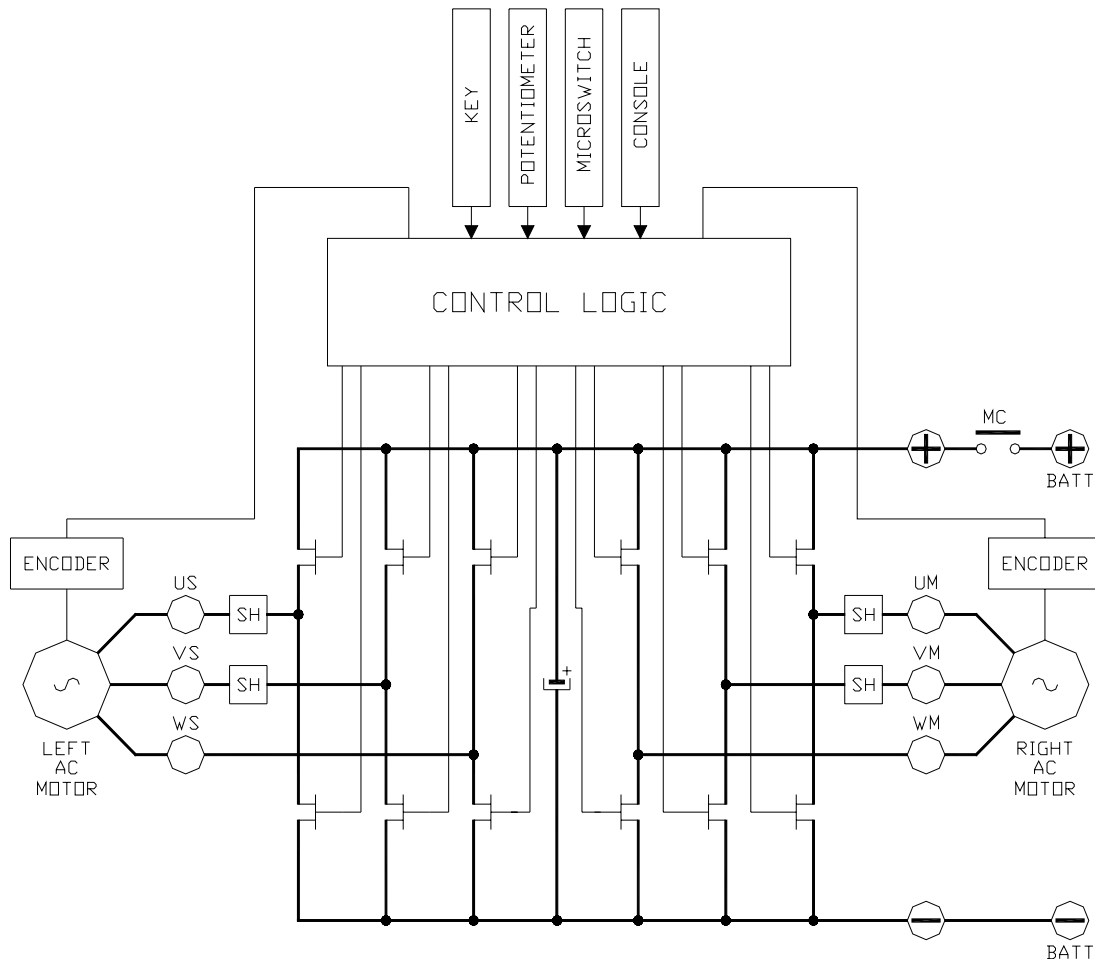 KEY
POTENTIOMETER
MICROSWITCH
CONSOLE
CONTROL LOGIC
MC
BATT
ENCODER
ENCODER
US
SH
SH
UM
VS
SH
SH
VM
WS
WM
+
LEFT
AC
MOTOR
RIGHT
AC
MOTOR
BATT